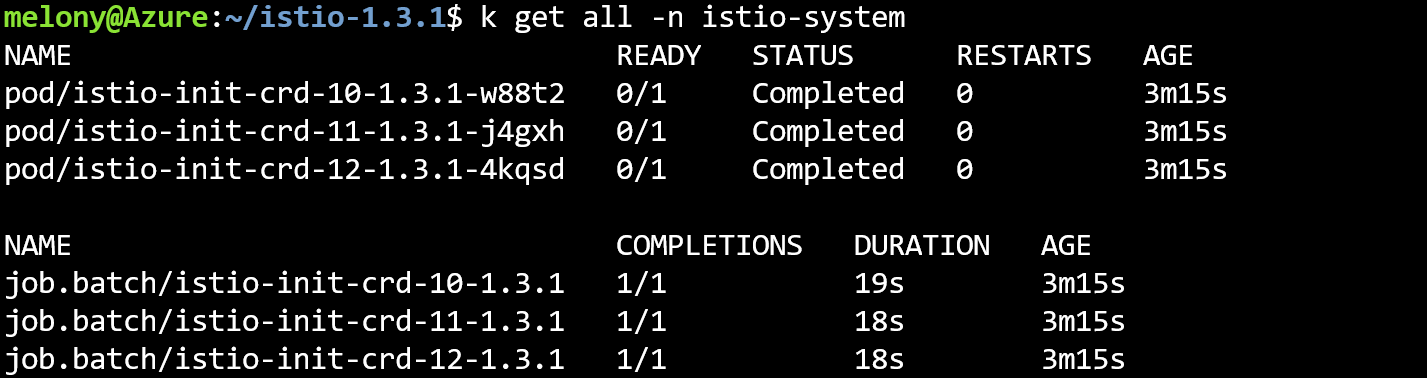 melony@Azure:~/istio-1.3.1$ k get all -n istio-system
NAME READY STATUS RESTARTS AGE
pod/istio-init-crd-10-1.3.1-w88t2 0/1 Completed 0 3m15s
pod/istio-init-crd-11-1.3.1-j4gxh 0/1 Completed 0 3m15s
pod/istio-init-crd-12-1.3.1-4kqsd 0/1 Completed 0 3m15s
NAME COMPLETIONS DURATION AGE
job.batch/istio-init-crd-10-1.3.1 1/1 19s 3m15s
job.batch/istio-init-crd-11-1.3.1 1/1 18s 3m15s
job.batch/istio-init-crd-12-1.3.1 1/1 18s 3m15s